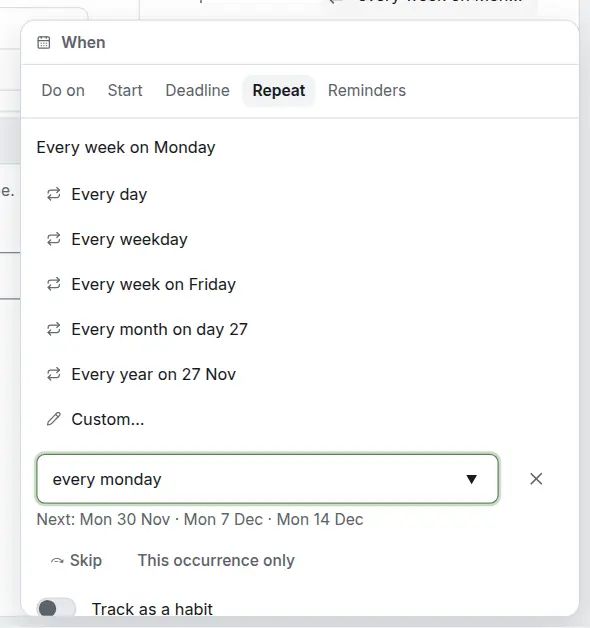 When
Do on Start Deadline Repeat Reminders
e.
Every week on Monday
Every day
Every weekday
Every week on Friday
Every month on day 27
Every year on 27 Nov
Custom...
every monday
Next: Mon 30 Nov · Mon 7 Dec · Mon 14 Dec
Skip This occurrence only
Track as a habit